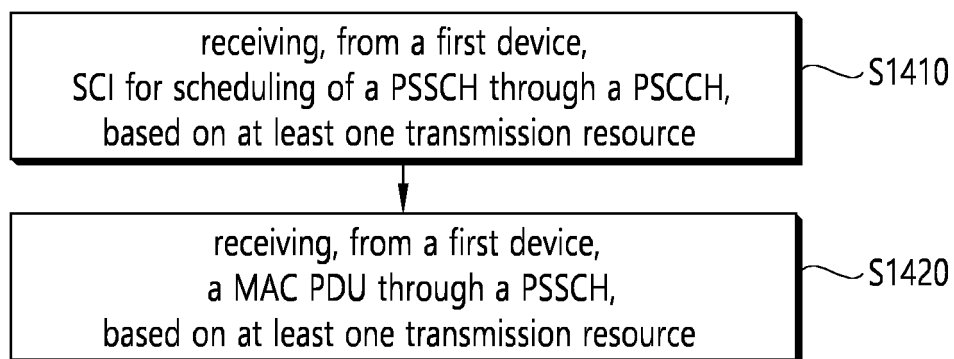 receiving, from a first device,
SCI for scheduling of a PSSCH through a PSCCH,
based on at least one transmission resource
S1410
receiving, from a first device,
a MAC PDU through a PSSCH,
based on at least one transmission resource
S1420